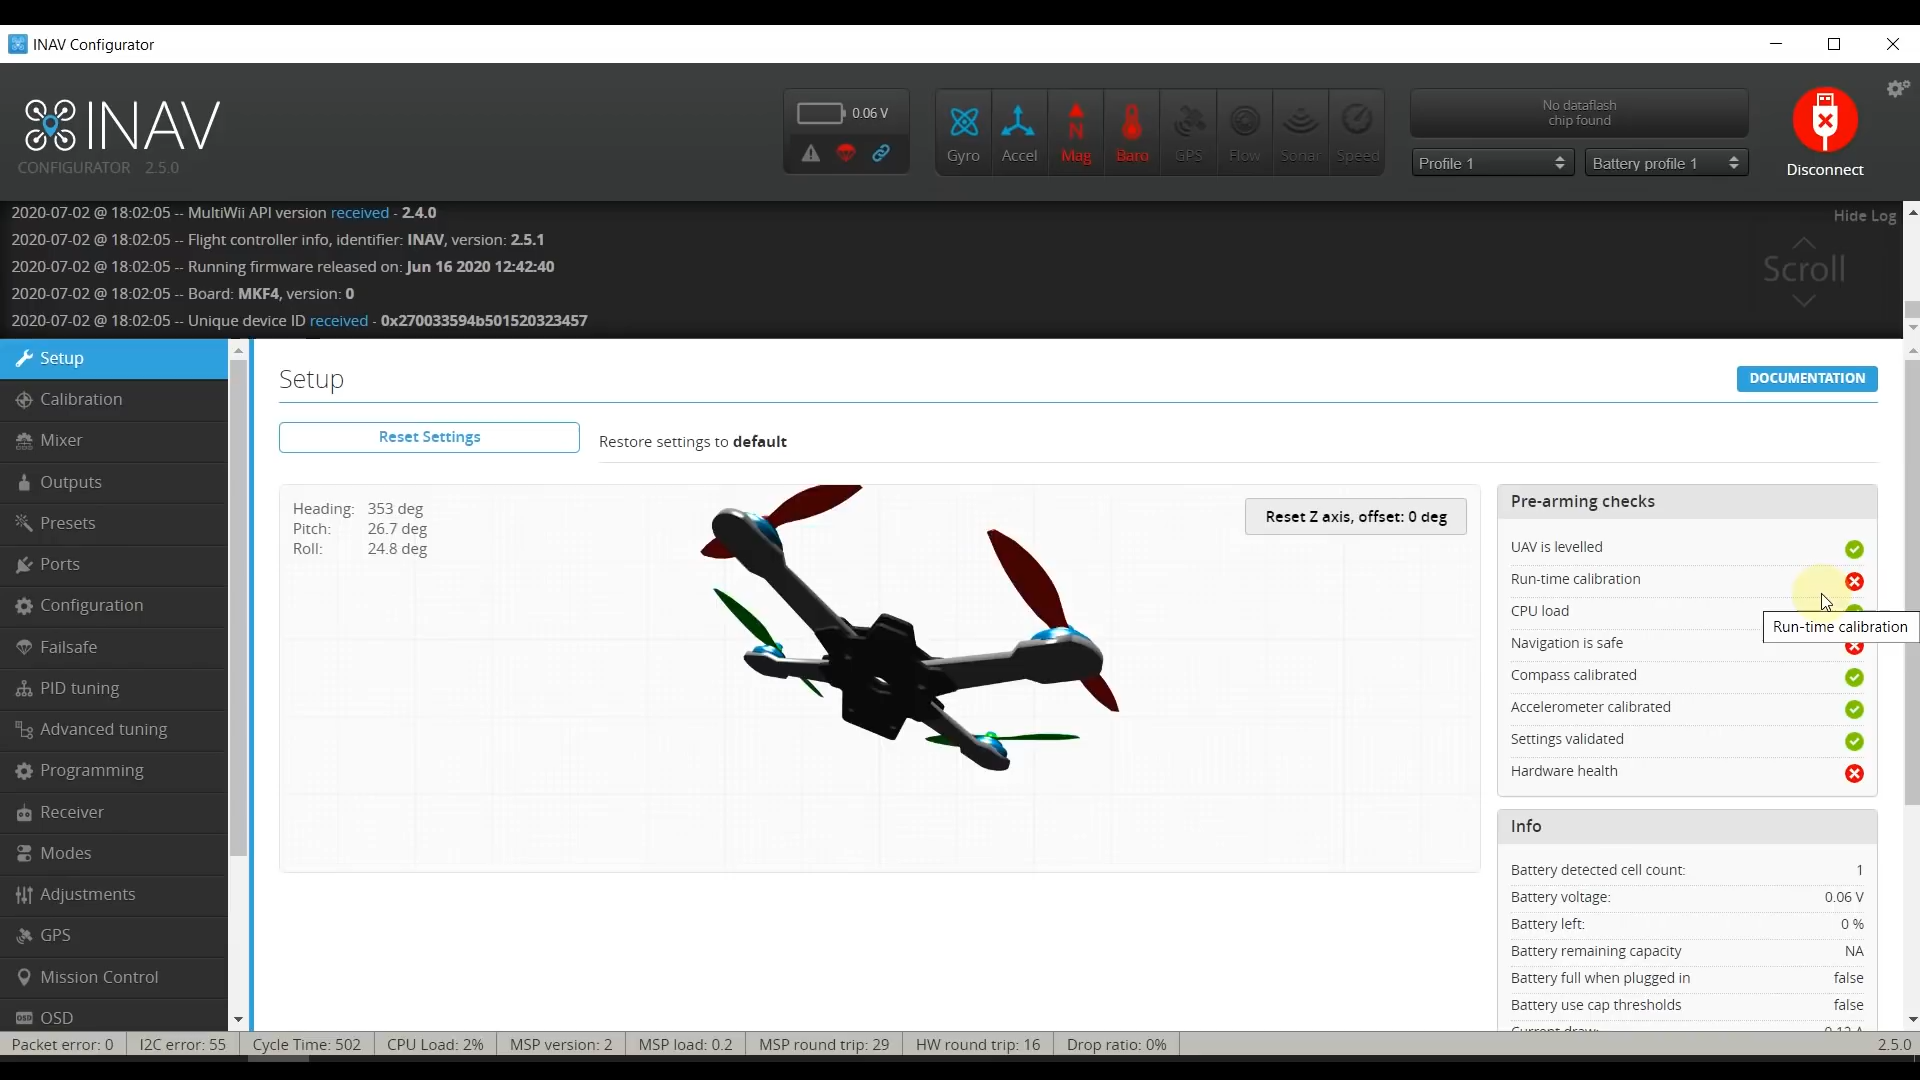 INAV Configurator
INAV
CONFIGURATOR 2.5.0
0.06 V
Gyro
Accel
Mag
Baro
GPS
Flow
Sonar
Speed
No dataflash
chip found
Profile 1
Battery profile 1
Disconnect
2020-07-02 @ 18:02:05 -- MultiWii API version received - 2.4.0
2020-07-02 @ 18:02:05 -- Flight controller info, identifier: INAV, version: 2.5.1
2020-07-02 @ 18:02:05 -- Running firmware released on: Jun 16 2020 12:42:40
2020-07-02 @ 18:02:05 -- Board: MKF4, version: 0
2020-07-02 @ 18:02:05 -- Unique device ID received - 0x270033594b501520323457
Hide Log
Scroll
Setup
Calibration
Mixer
Outputs
Presets
Ports
Configuration
Failsafe
PID tuning
Advanced tuning
Programming
Receiver
Modes
Adjustments
GPS
Mission Control
OSD
Setup
DOCUMENTATION
Reset Settings
Restore settings to default
Heading: 353 deg
Pitch: 26.7 deg
Roll: 24.8 deg
Reset Z axis, offset: 0 deg
Pre-arming checks
UAV is levelled
Run-time calibration
CPU load
Run-time calibration
Navigation is safe
Compass calibrated
Accelerometer calibrated
Settings validated
Hardware health
Info
Battery detected cell count: 1
Battery voltage: 0.06 V
Battery left: 0 %
Battery remaining capacity NA
Battery full when plugged in false
Battery use cap thresholds false
Current draw: 0.12 A
Packet error: 0
I2C error: 55
Cycle Time: 502
CPU Load: 2%
MSP version: 2
MSP load: 0.2
MSP round trip: 29
HW round trip: 16
Drop ratio: 0%
2.5.0